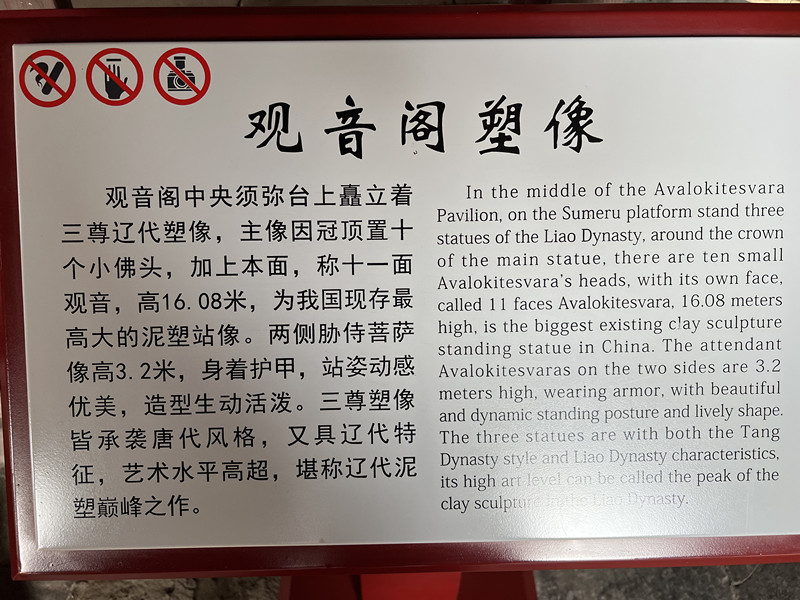 观音阁塑像
观音阁中央须弥台上矗立着
三尊辽代塑像，主像因冠顶置十
个小佛头，加上本面，称十一面
观音，高16.08米，为我国现存最
高大的泥塑站像。两侧胁侍菩萨
像高3.2米，身着护甲，站姿动感
优美，造型生动活泼。三尊塑像
皆承袭唐代风格，又具辽代特
征，艺术水平高超，堪称辽代泥
塑巅峰之作。
In the middle of the Avalokitesvara
Pavilion, on the Sumeru platform stand three
statues of the Liao Dynasty, around the crown
of the main statue, there are ten small
Avalokitesvara's heads, with its own face,
called 11 faces Avalokitesvara, 16.08 meters
high, is the biggest existing clay sculpture
standing statue in China. The attendant
Avalokitesvaras on the two sides are 3.2
meters high, wearing armor, with beautiful
and dynamic standing posture and lively shape.
The three statues are with both the Tang
Dynasty style and Liao Dynasty characteristics,
its high art level can be called the peak of the
clay sculpture in the Liao Dynasty.